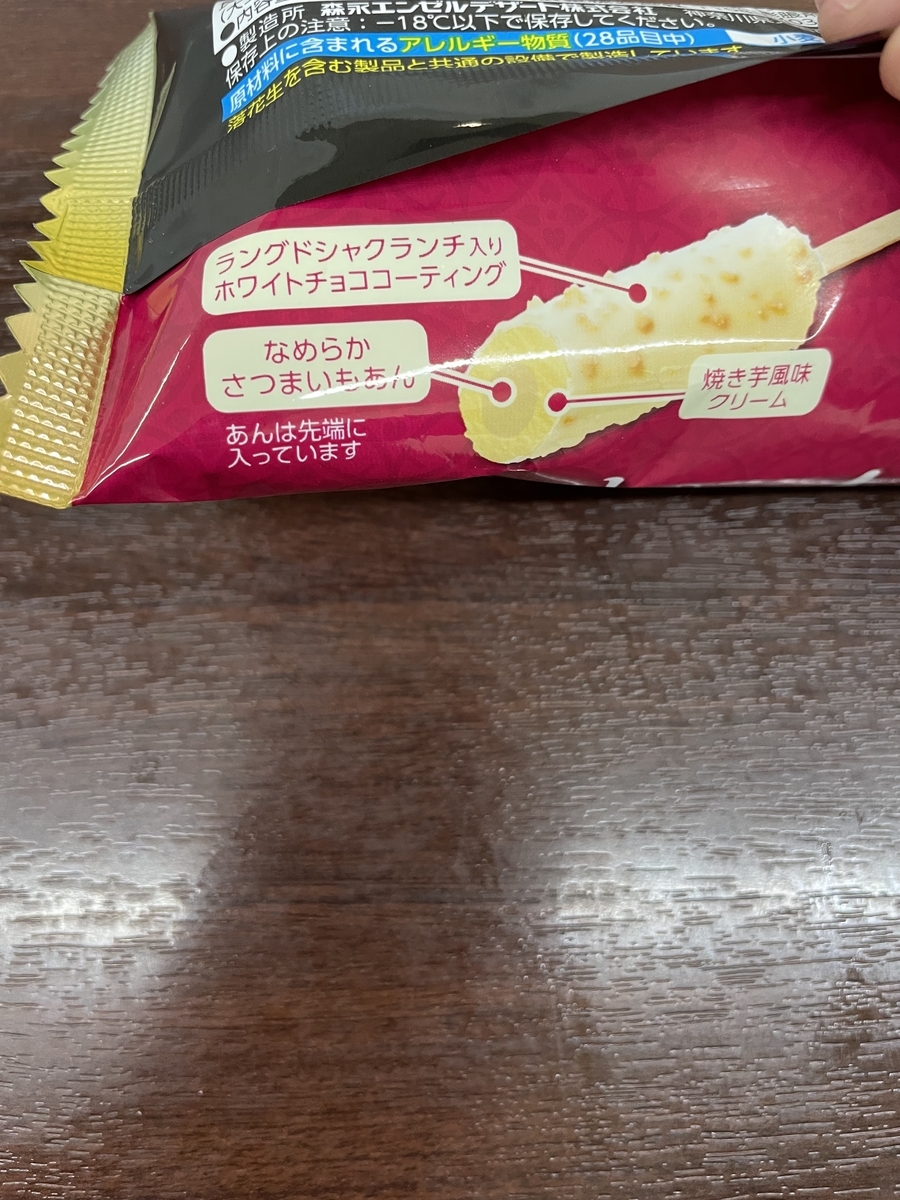 ●内容
●製造所 森永エンゼルデザート株式会社 神奈川県
保存上の注意：−18℃以下で保存してください。
原材料に含まれるアレルギー物質(28品目中)
落花生を含む製品と共通の設備で製造しています
ラングドシャクランチ入り
ホワイトチョココーティング
なめらか
さつまいもあん
焼き芋風味
クリーム
あんは先端に
入っています